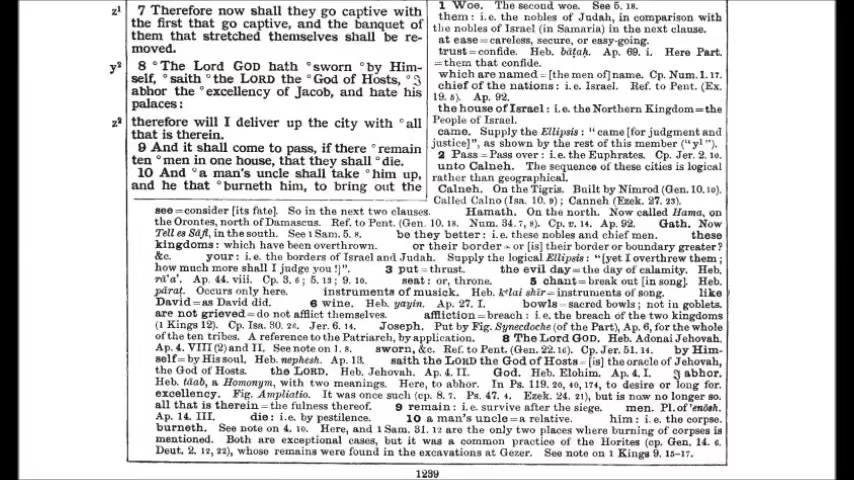 z¹ 7 Therefore now shall they go captive with
the first that go captive, and the banquet of
them that stretched themselves shall be re-
moved.
y² 8 °The Lord GOD hath °sworn °by Him-
self, °saith °the LORD the °God of Hosts, °ʒ
abhor the °excellency of Jacob, and hate his
palaces:
z² therefore will I deliver up the city with °all
that is therein.
9 And it shall come to pass, if there °remain
ten °men in one house, that they shall °die.
10 And °a man's uncle shall take °him up,
and he that °burneth him, to bring out the
1 Woe. The second woe. See 5. 18.
them: i.e. the nobles of Judah, in comparison with
the nobles of Israel (in Samaria) in the next clause.
at ease=careless, secure, or easy-going.
trust=confide. Heb. bāṭaḥ. Ap. 69. i. Here Part.
=them that confide.
which are named=[the men of] name. Cp. Num. 1. 17.
chief of the nations: i.e. Israel. Ref. to Pent. (Ex.
19. 5). Ap. 92.
the house of Israel: i.e. the Northern Kingdom=the
People of Israel.
came. Supply the Ellipsis: "came [for judgment and
justice]", as shown by the rest of this member ("y¹").
2 Pass=Pass over: i.e. the Euphrates. Cp. Jer. 2. 10.
unto Calneh. The sequence of these cities is logical
rather than geographical.
Calneh. On the Tigris. Built by Nimrod (Gen. 10. 10).
Called Calno (Isa. 10. 9); Canneh (Ezek. 27. 23).
see=consider [its fate]. So in the next two clauses. Hamath. On the north. Now called Hama, on
the Orontes, north of Damascus. Ref. to Pent. (Gen. 10. 18. Num. 34. 7, 8). Cp. v. 14. Ap. 92. Gath. Now
Tell es Sâfi, in the south. See 1 Sam. 5. 8. be they better: i.e. these nobles and chief men. these
kingdoms: which have been overthrown. or their border=or [is] their border or boundary greater?
&c. your: i.e. the borders of Israel and Judah. Supply the logical Ellipsis: "[yet I overthrew them;
how much more shall I judge you!]". 3 put=thrust. the evil day=the day of calamity. Heb.
rā'a'. Ap. 44. viii. Cp. 3. 6; 5. 13; 9. 10. seat: or, throne. 5 chant=break out [in song]. Heb.
pāraṭ. Occurs only here. instruments of musick. Heb. kᵉlai shīr=instruments of song. like
David=as David did. 6 wine. Heb. yayin. Ap. 27. I. bowls=sacrificial bowls; not in goblets.
are not grieved=do not afflict themselves. affliction=breach: i.e. the breach of the two kingdoms
(1 Kings 12). Cp. Isa. 30. 26. Jer. 6. 14. Joseph. Put by Fig. Synecdoche (of the Part), Ap. 6, for the whole
of the ten tribes. A reference to the Patriarch, by application. 8 The Lord GOD. Heb. Adonai Jehovah.
Ap. 4. VIII (2) and II. See note on 1. 8. sworn, &c. Ref. to Pent. (Gen. 22. 16). Cp. Jer. 51. 14. by Him-
self=by His soul. Heb. nephesh. Ap. 13. saith the LORD the God of Hosts=[is] the oracle of Jehovah,
the God of Hosts. the LORD. Heb. Jehovah. Ap. 4. II. God. Heb. Elohim. Ap. 4. I. ʒ abhor.
Heb. tāab, a Homonym, with two meanings. Here, to abhor. In Ps. 119. 20, 40, 174, to desire or long for.
excellency. Fig. Ampliatio. It was once such (cp. 8. 7. Ps. 47. 4. Ezek. 24. 21), but is now no longer so.
all that is therein=the fulness thereof. 9 remain: i.e. survive after the siege. men. Pl. of 'enōsh.
Ap. 14. III. die: i.e. by pestilence. 10 a man's uncle=a relative. him: i.e. the corpse.
burneth. See note on 4. 10. Here, and 1 Sam. 31. 12 are the only two places where burning of corpses is
mentioned. Both are exceptional cases, but it was a common practice of the Horites (cp. Gen. 14. 6.
Deut. 2. 12, 22), whose remains were found in the excavations at Gezer. See note on 1 Kings 9. 15-17.
1239